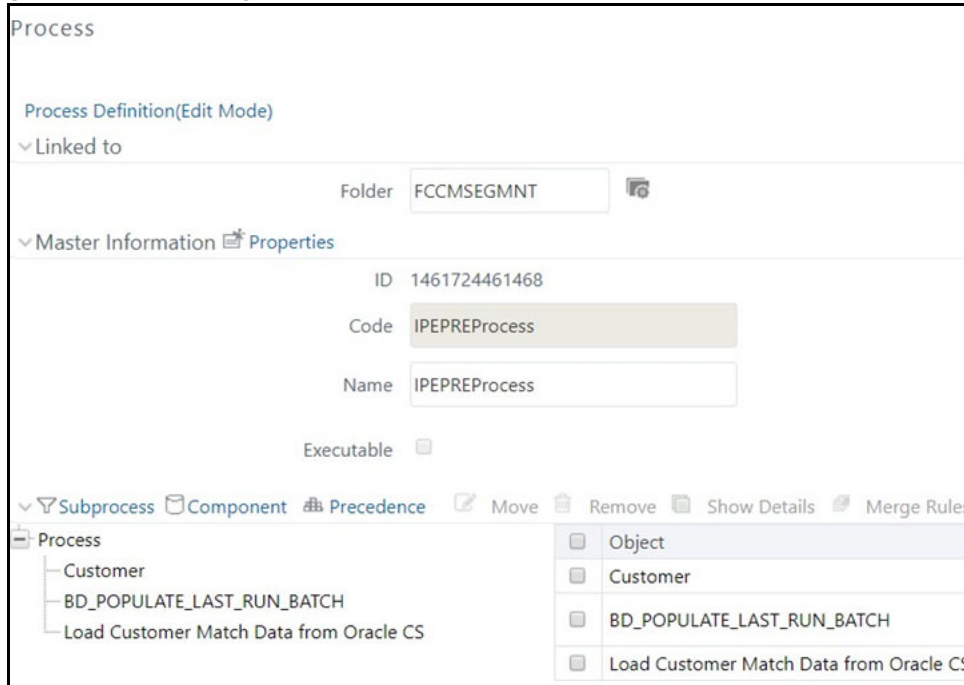 Process
Process Definition(Edit Mode)
Linked to
Folder FCCMSEGMNT
Master Information Properties
ID 1461724461468
Code IPEPREProcess
Name IPEPREProcess
Executable
Subprocess Component Precedence Move Remove Show Details Merge Rules
Process
Customer
BD_POPULATE_LAST_RUN_BATCH
Load Customer Match Data from Oracle CS
Object
Customer
BD_POPULATE_LAST_RUN_BATCH
Load Customer Match Data from Oracle CS